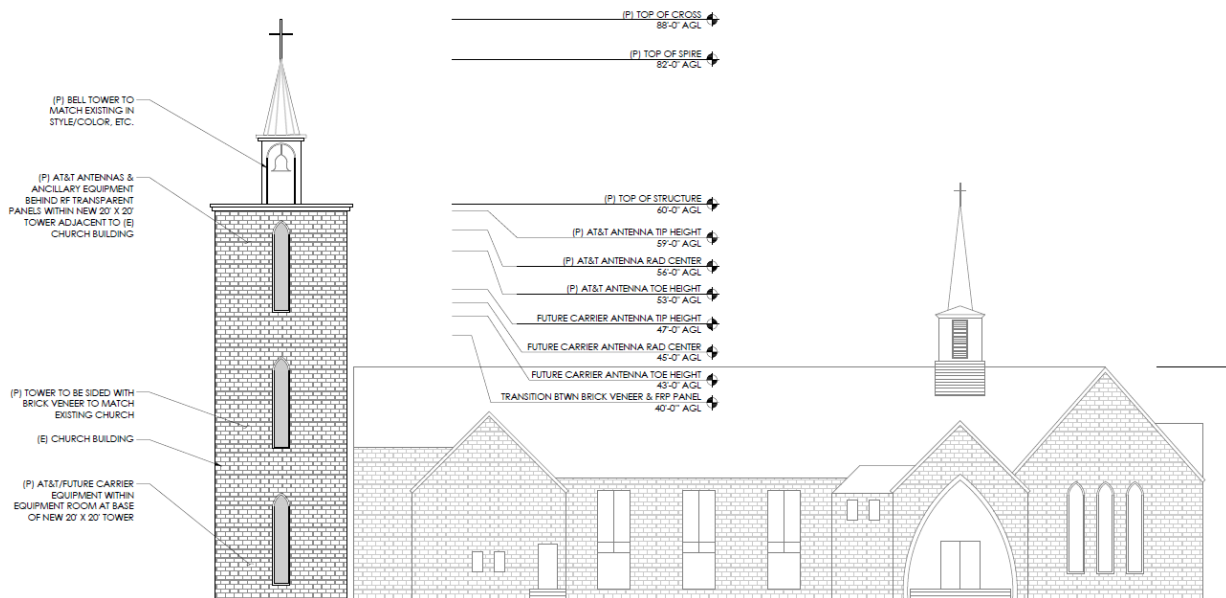 (P) TOP OF CROSS
88'-0" AGL
(P) TOP OF SPIRE
82'-0" AGL
(P) BELL TOWER TO
MATCH EXISTING IN
STYLE/COLOR, ETC.
(P) AT&T ANTENNAS &
ANCILLARY EQUIPMENT
BEHIND RF TRANSPARENT
PANELS WITHIN NEW 20' X 20'
TOWER ADJACENT TO (E)
CHURCH BUILDING
(P) TOP OF STRUCTURE
60'-0" AGL
(P) AT&T ANTENNA TIP HEIGHT
59'-0" AGL
(P) AT&T ANTENNA RAD CENTER
56'-0" AGL
(P) AT&T ANTENNA TOE HEIGHT
53'-0" AGL
FUTURE CARRIER ANTENNA TIP HEIGHT
47'-0" AGL
FUTURE CARRIER ANTENNA RAD CENTER
45'-0" AGL
FUTURE CARRIER ANTENNA TOE HEIGHT
43'-0" AGL
TRANSITION BTWN BRICK VENEER & FRP PANEL
40'-0" AGL
(P) TOWER TO BE SIDED WITH
BRICK VENEER TO MATCH
EXISTING CHURCH
(E) CHURCH BUILDING
(P) AT&T/FUTURE CARRIER
EQUIPMENT WITHIN
EQUIPMENT ROOM AT BASE
OF NEW 20' X 20' TOWER